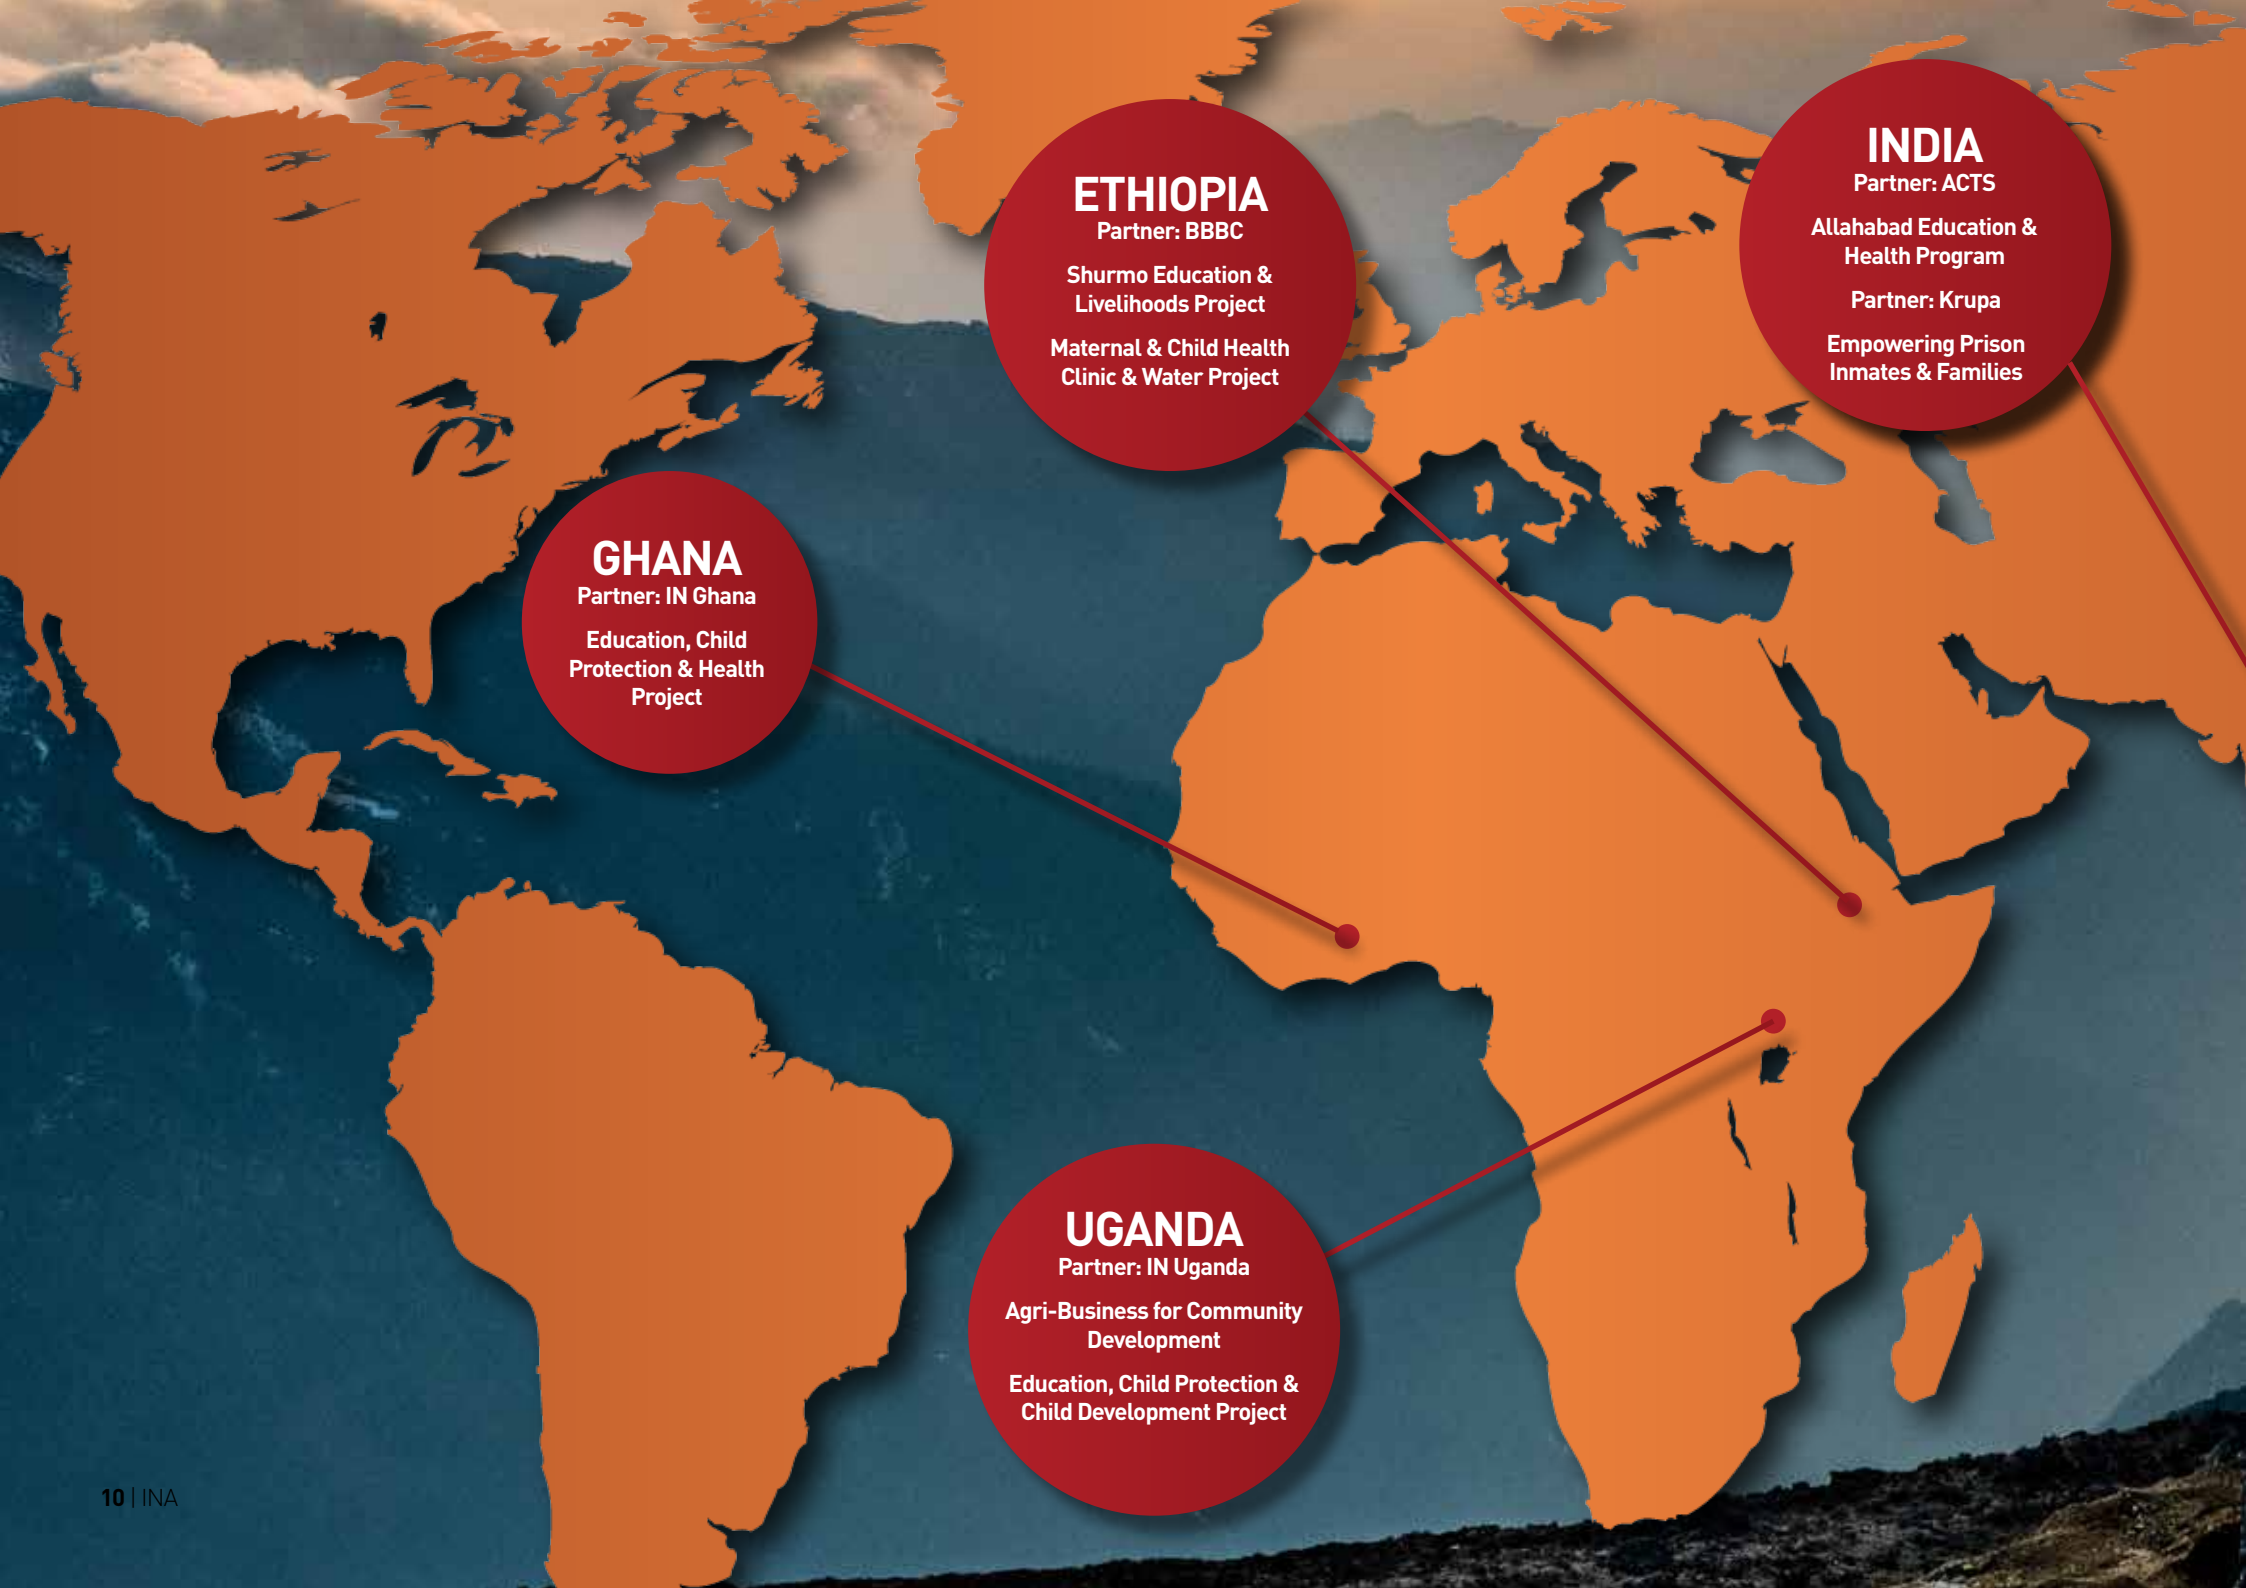 ETHIOPIA
Partner: BBBC
Shurmo Education &
Livelihoods Project
Maternal & Child Health
Clinic & Water Project
INDIA
Partner: ACTS
Allahabad Education &
Health Program
Partner: Krupa
Empowering Prison
Inmates & Families
GHANA
Partner: IN Ghana
Education, Child
Protection & Health
Project
UGANDA
Partner: IN Uganda
Agri-Business for Community
Development
Education, Child Protection &
Child Development Project
10 | INA